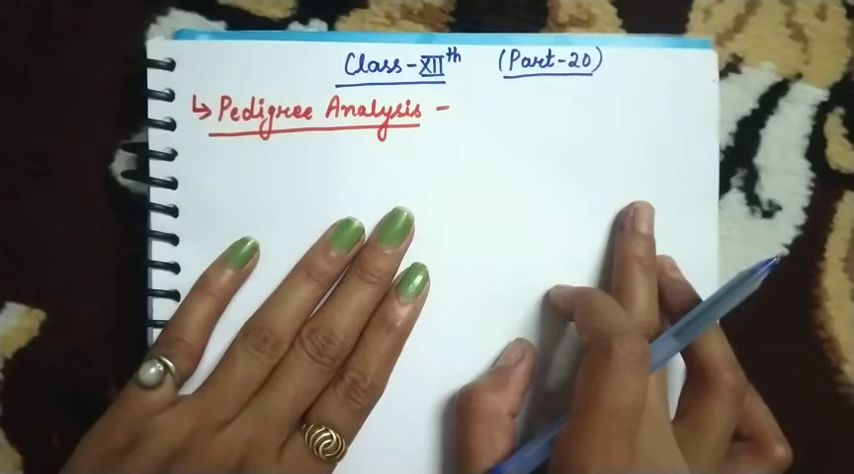 Class-XIIth (Part-20)
↳ Pedigree Analysis -